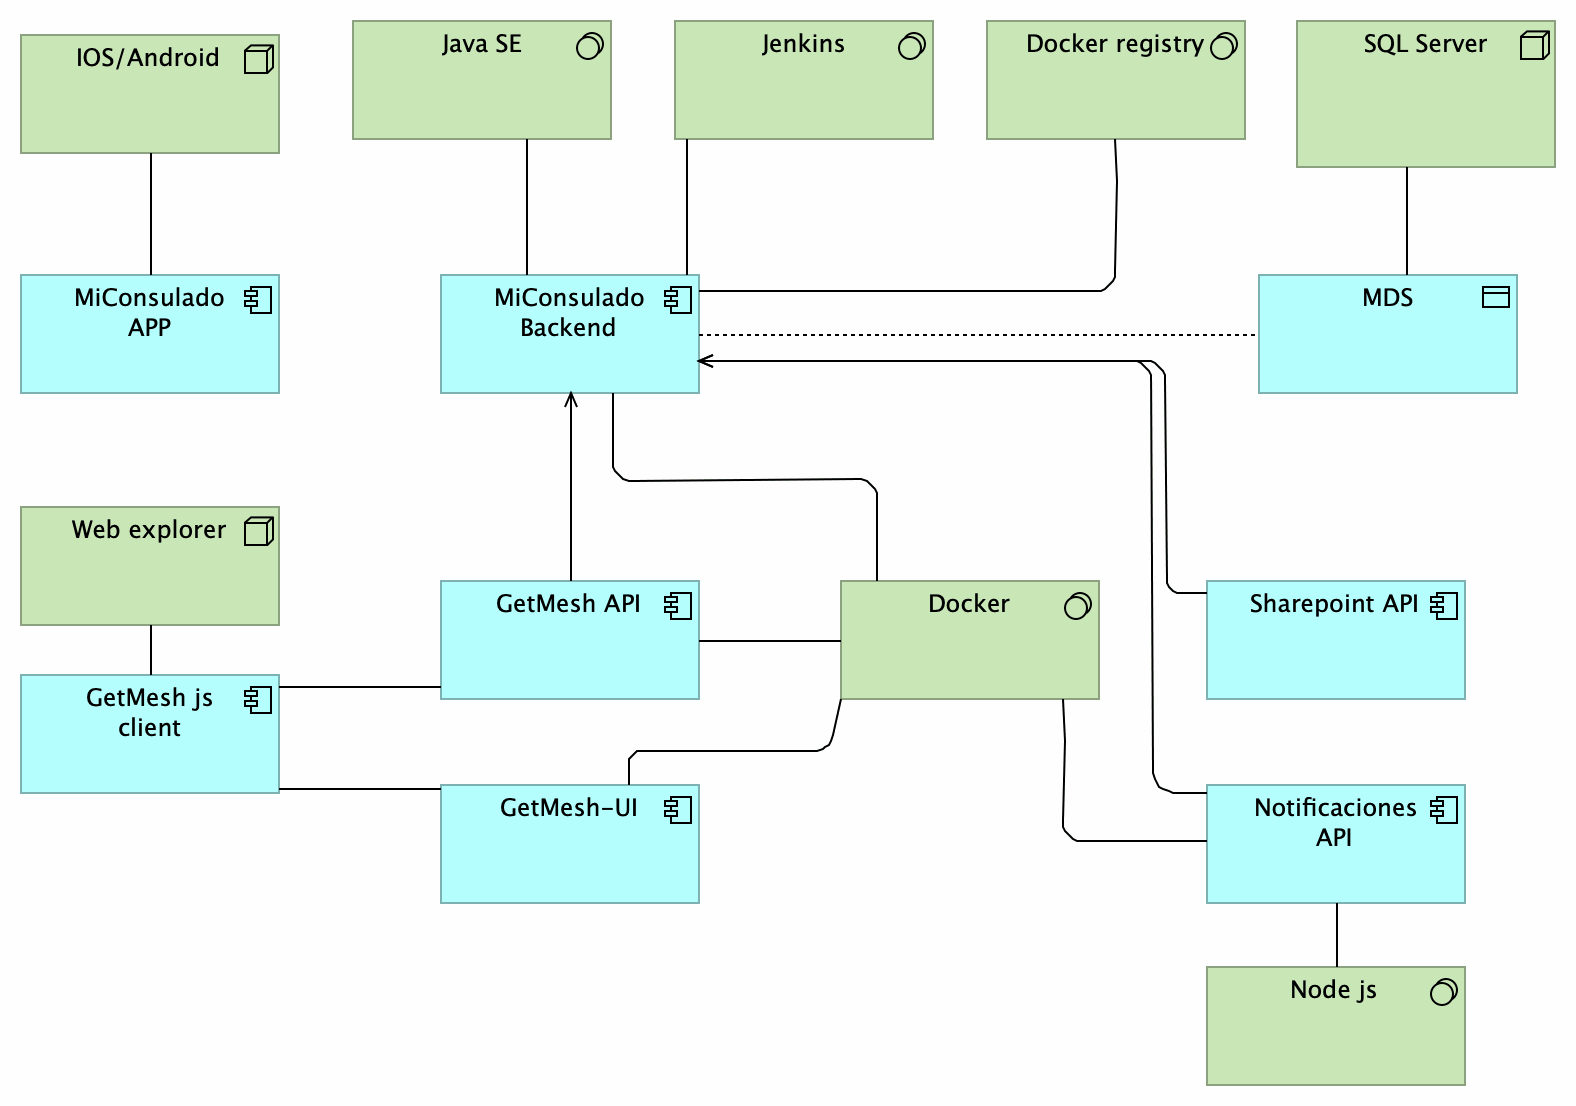 IOS/Android
Java SE
Jenkins
Docker registry
SQL Server
MiConsulado
APP
MiConsulado
Backend
MDS
Web explorer
GetMesh API
Docker
Sharepoint API
GetMesh js
client
GetMesh-UI
Notificaciones
API
Node js